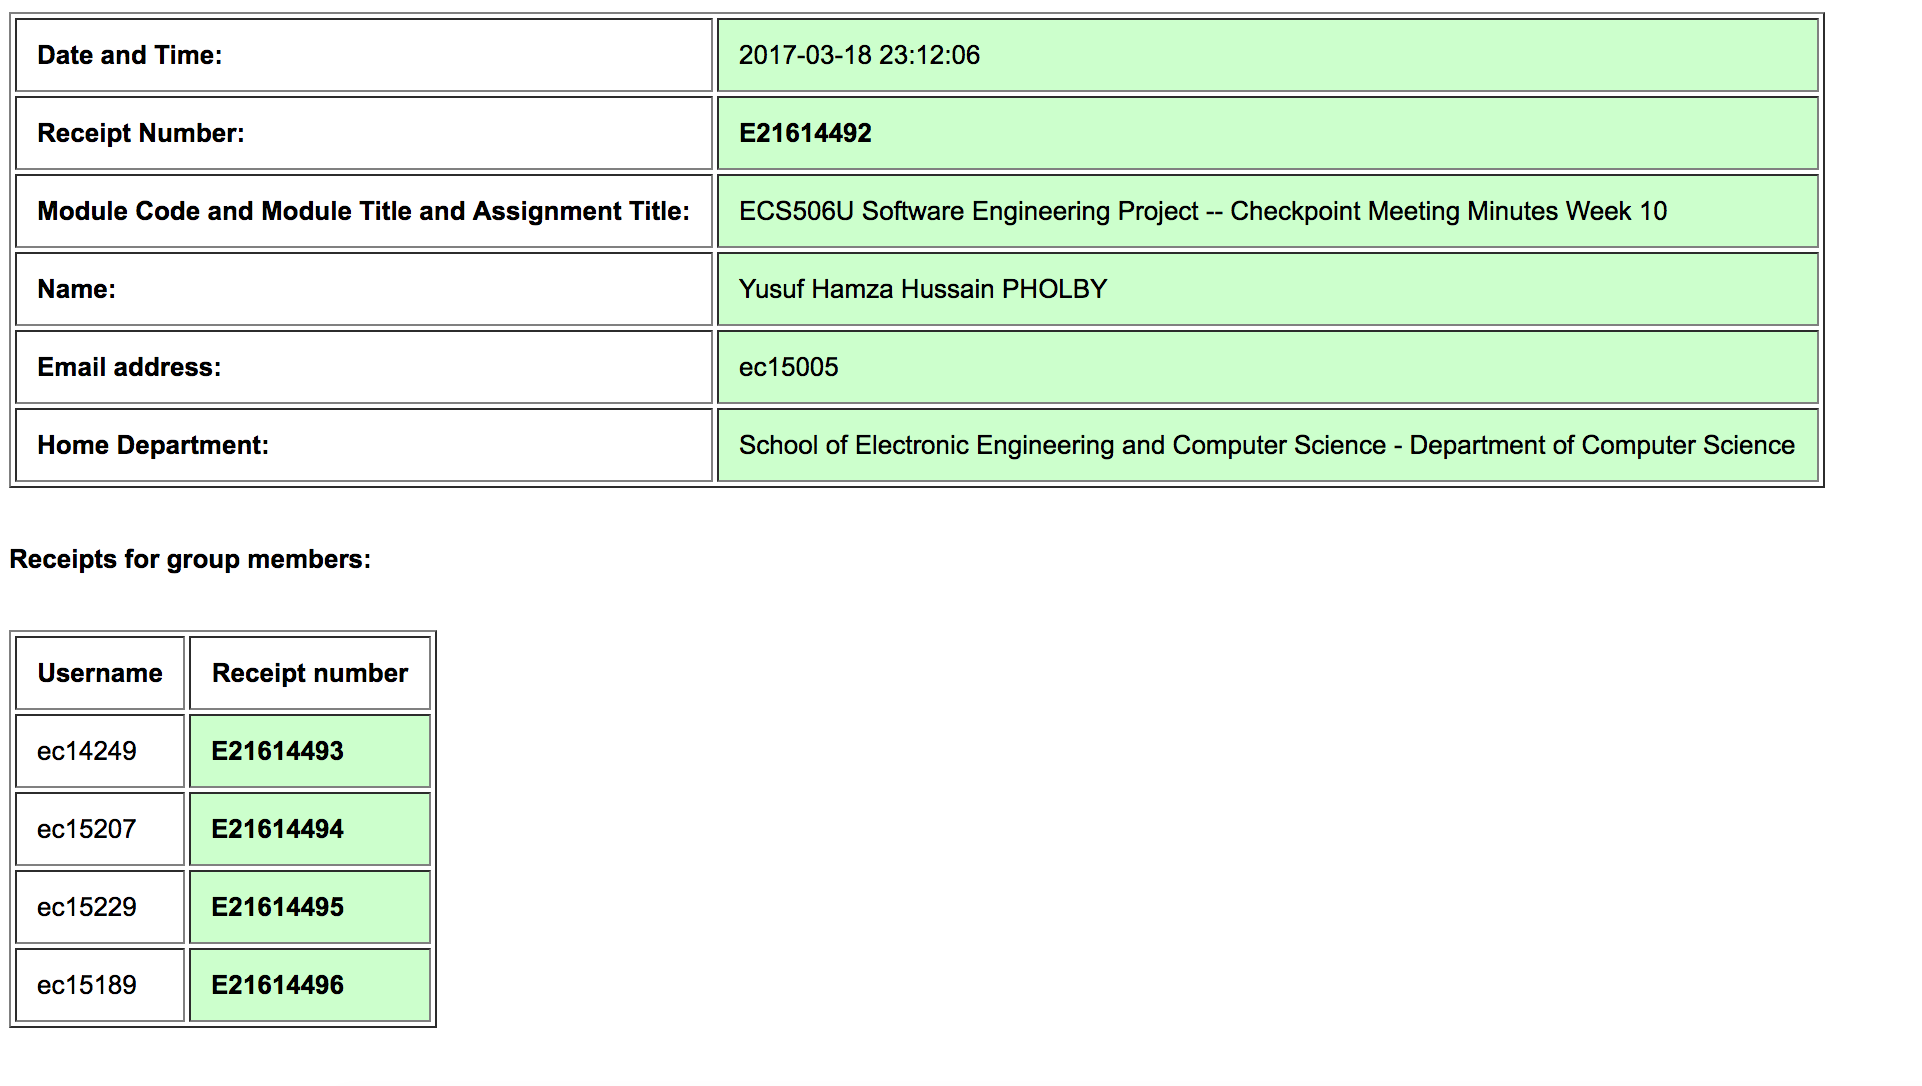 Date and Time: 2017-03-18 23:12:06
Receipt Number: E21614492
Module Code and Module Title and Assignment Title: ECS506U Software Engineering Project -- Checkpoint Meeting Minutes Week 10
Name: Yusuf Hamza Hussain PHOLBY
Email address: ec15005
Home Department: School of Electronic Engineering and Computer Science - Department of Computer Science
Receipts for group members:
Username Receipt number
ec14249 E21614493
ec15207 E21614494
ec15229 E21614495
ec15189 E21614496